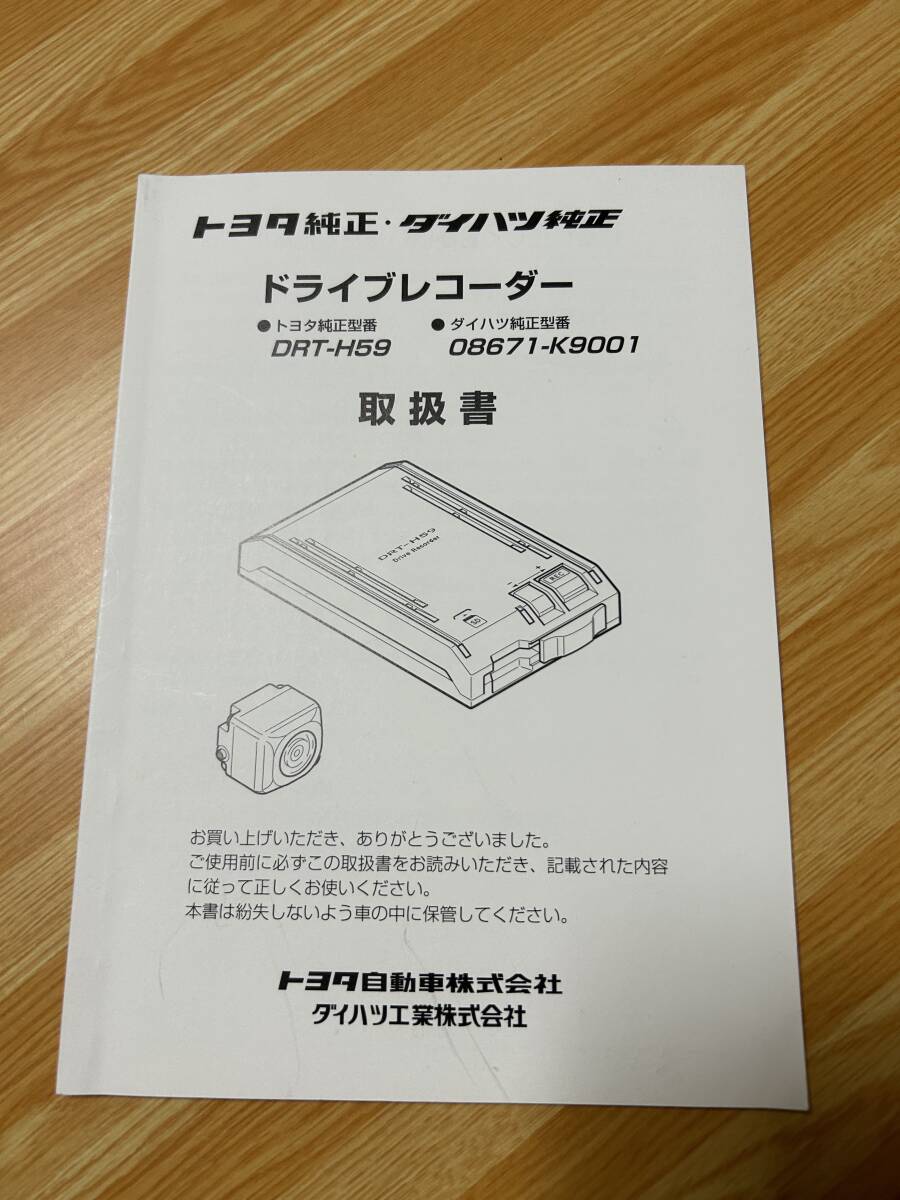 トヨタ純正・ダイハツ純正
ドライブレコーダー
●トヨタ純正型番 ●ダイハツ純正型番
DRT-H59 08671-K9001
取扱書
DRT-H59
Drive Recorder
- +
REC
SD
お買い上げいただき、ありがとうございました。
ご使用前に必ずこの取扱書をお読みいただき、記載された内容
に従って正しくお使いください。
本書は紛失しないよう車の中に保管してください。
トヨタ自動車株式会社
ダイハツ工業株式会社